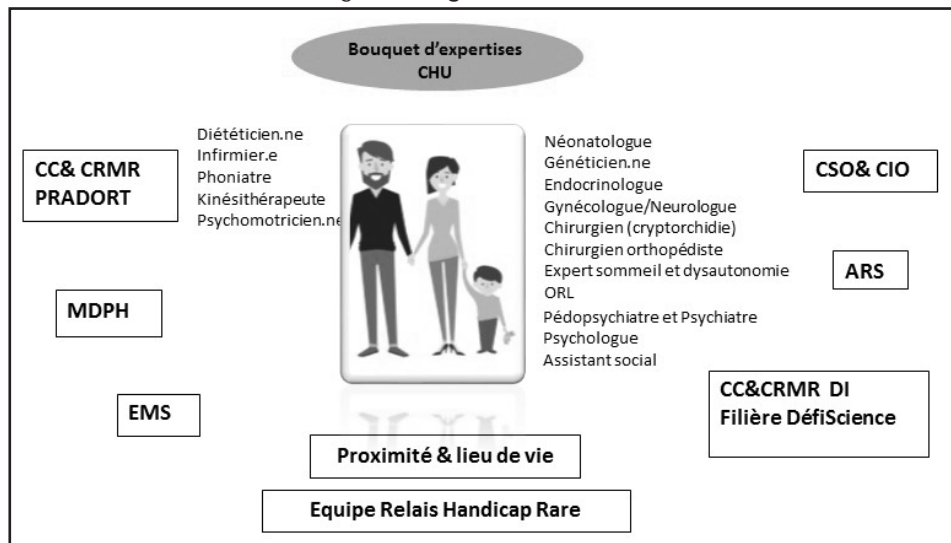 Bouquet d'expertises
CHU
CC& CRMR
PRADORT
Diététicien.ne
Infirmier.e
Phoniatre
Kinésithérapeute
Psychomotricien.ne
Néonatologue
Généticien.ne
Endocrinologue
Gynécologue/Neurologue
Chirurgien (cryptorchidie)
Chirurgien orthopédiste
Expert sommeil et dysautonomie
ORL
Pédopsychiatre et Psychiatre
Psychologue
Assistant social
CSO& CIO
ARS
MDPH
EMS
CC&CRMR DI
Filière DéfiScience
Proximité & lieu de vie
Equipe Relais Handicap Rare